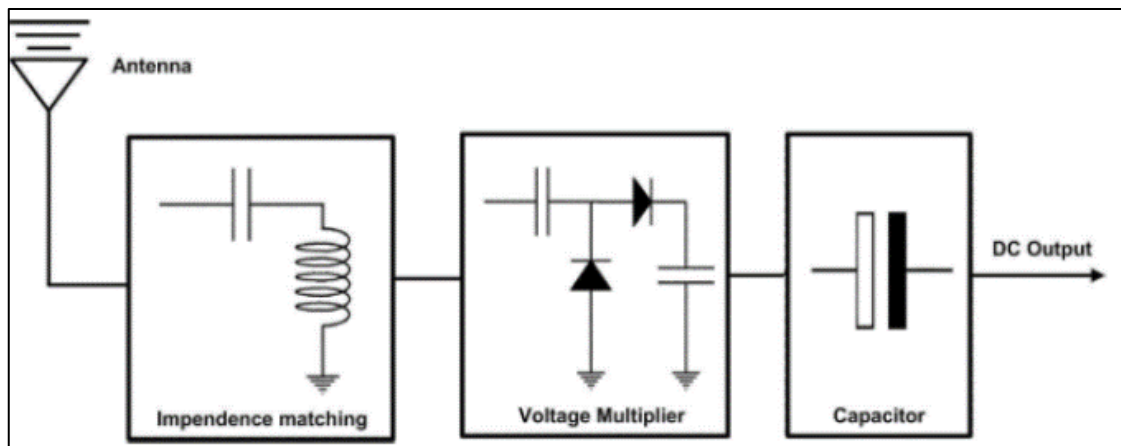 Antenna
DC Output
Impendence matching
Voltage Multiplier
Capacitor